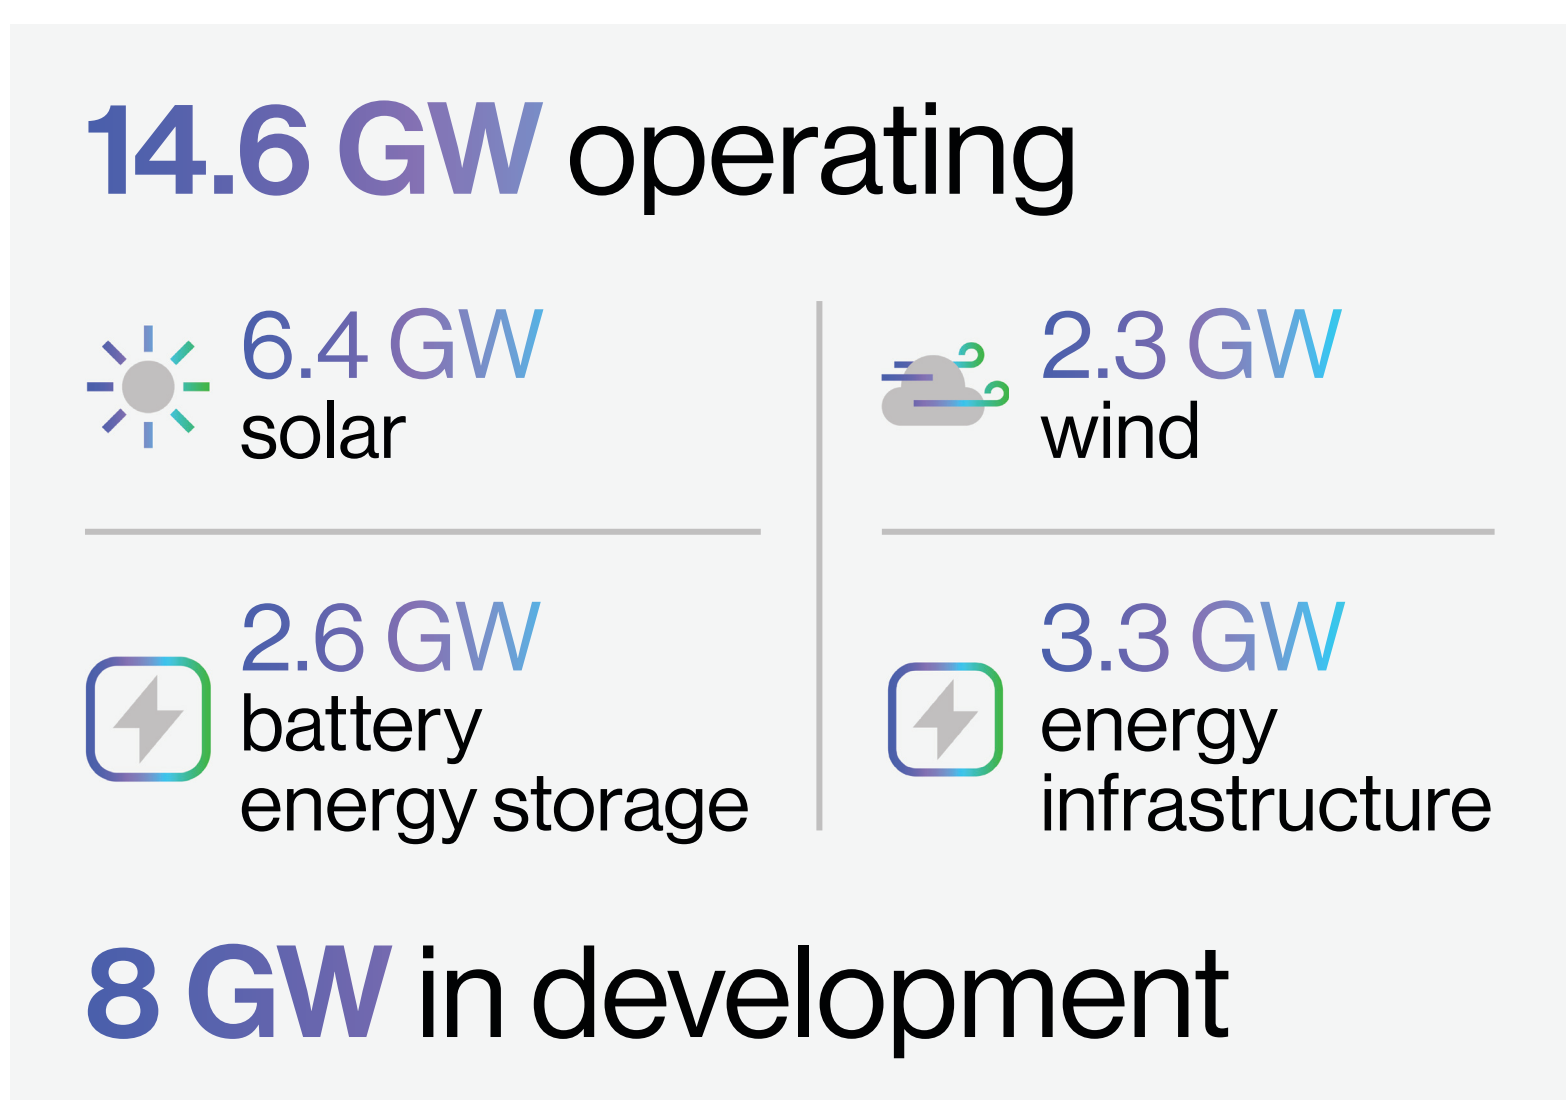 14.6 GW operating
6.4 GW
solar
2.3 GW
wind
2.6 GW
battery
energy storage
3.3 GW
energy
infrastructure
8 GW in development